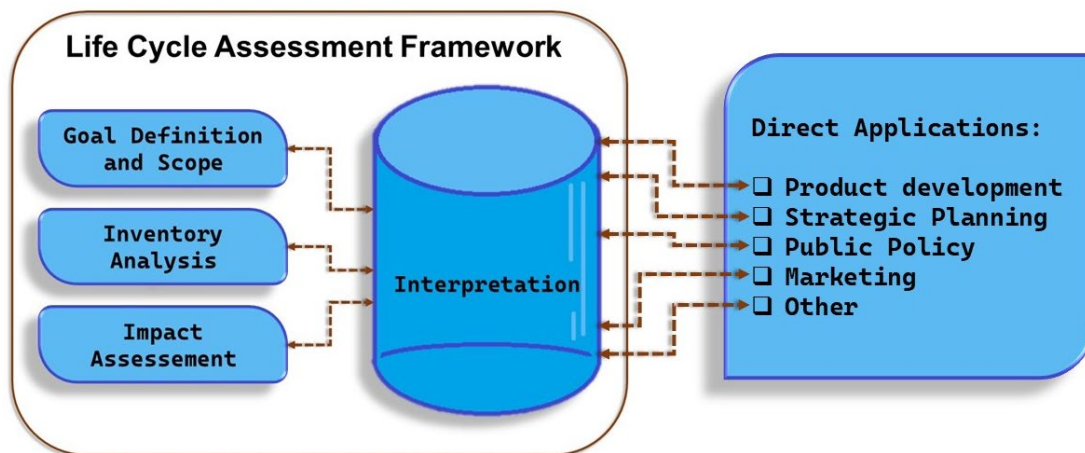 Life Cycle Assessment Framework
Goal Definition
and Scope
Inventory
Analysis
Impact
Assessement
Interpretation
Direct Applications:
❑ Product development
❑ Strategic Planning
❑ Public Policy
❑ Marketing
❑ Other